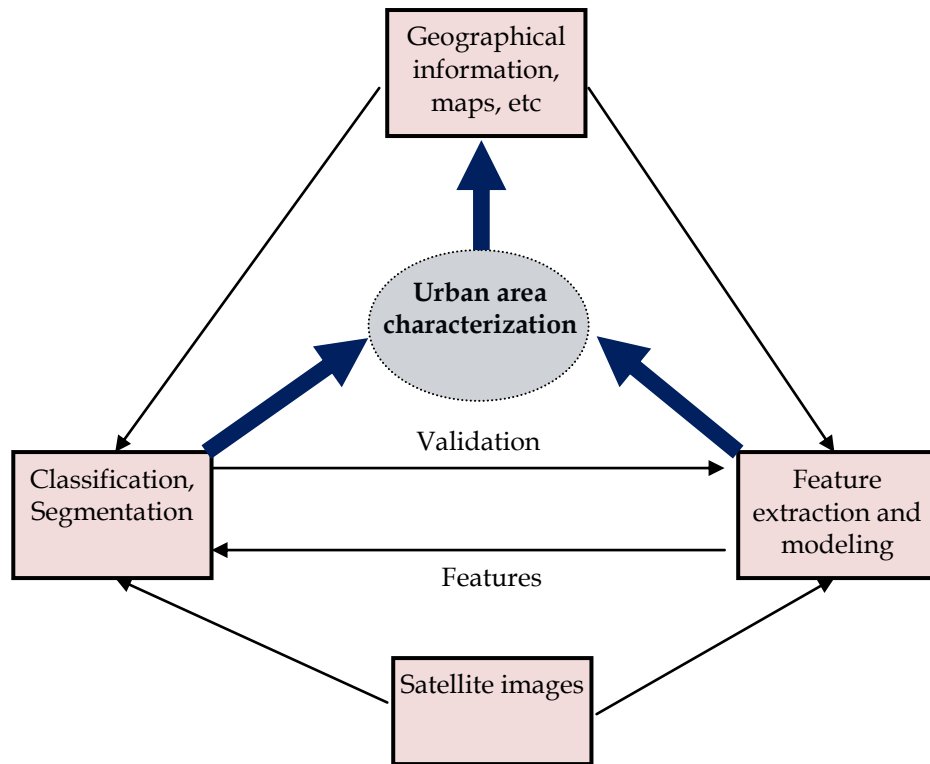 Geographical
information,
maps, etc
Urban area
characterization
Validation
Classification,
Segmentation
Feature
extraction and
modeling
Features
Satellite images